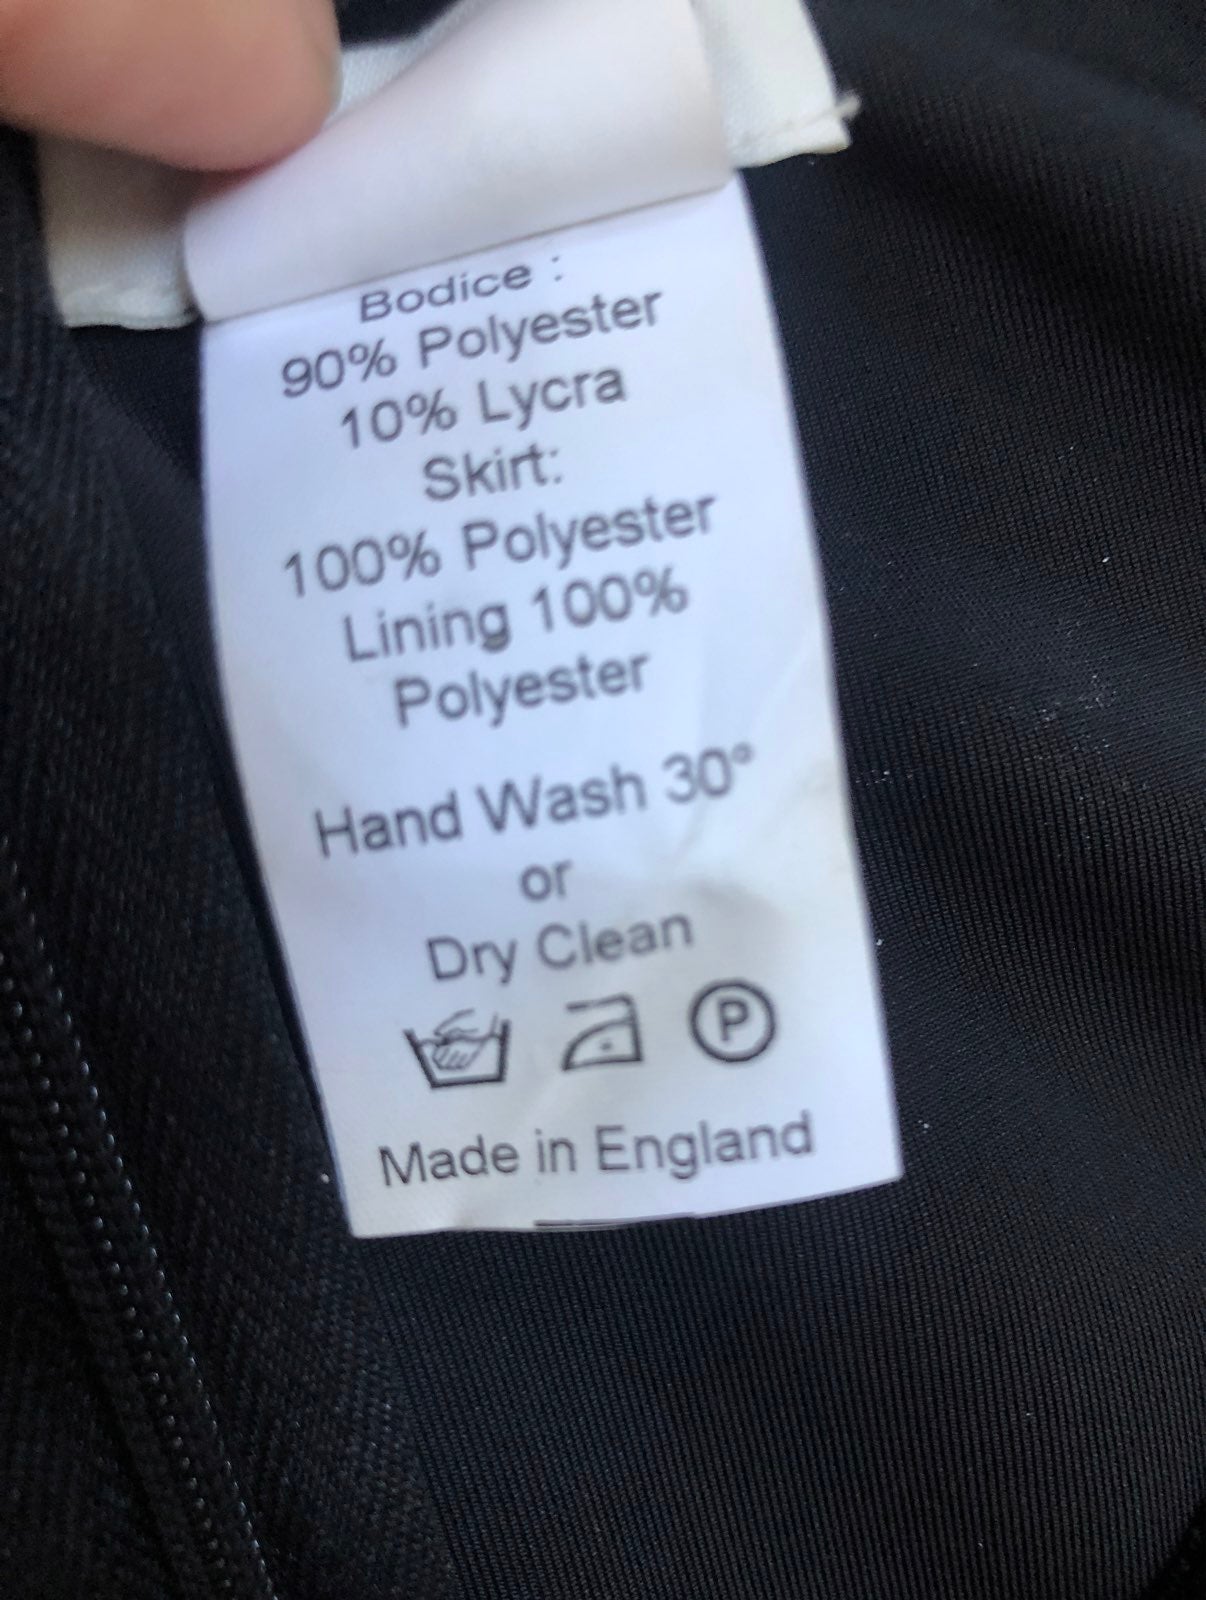 Bodice :
90% Polyester
10% Lycra
Skirt:
100% Polyester
Lining 100%
Polyester
Hand Wash 30°
or
Dry Clean
P
Made in England